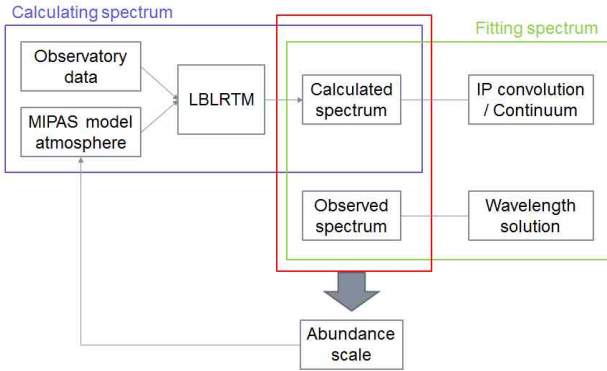 Calculating spectrum
Fitting spectrum
Observatory
data
MIPAS model
atmosphere
LBLRTM
Calculated
spectrum
IP convolution
/ Continuum
Observed
spectrum
Wavelength
solution
Abundance
scale